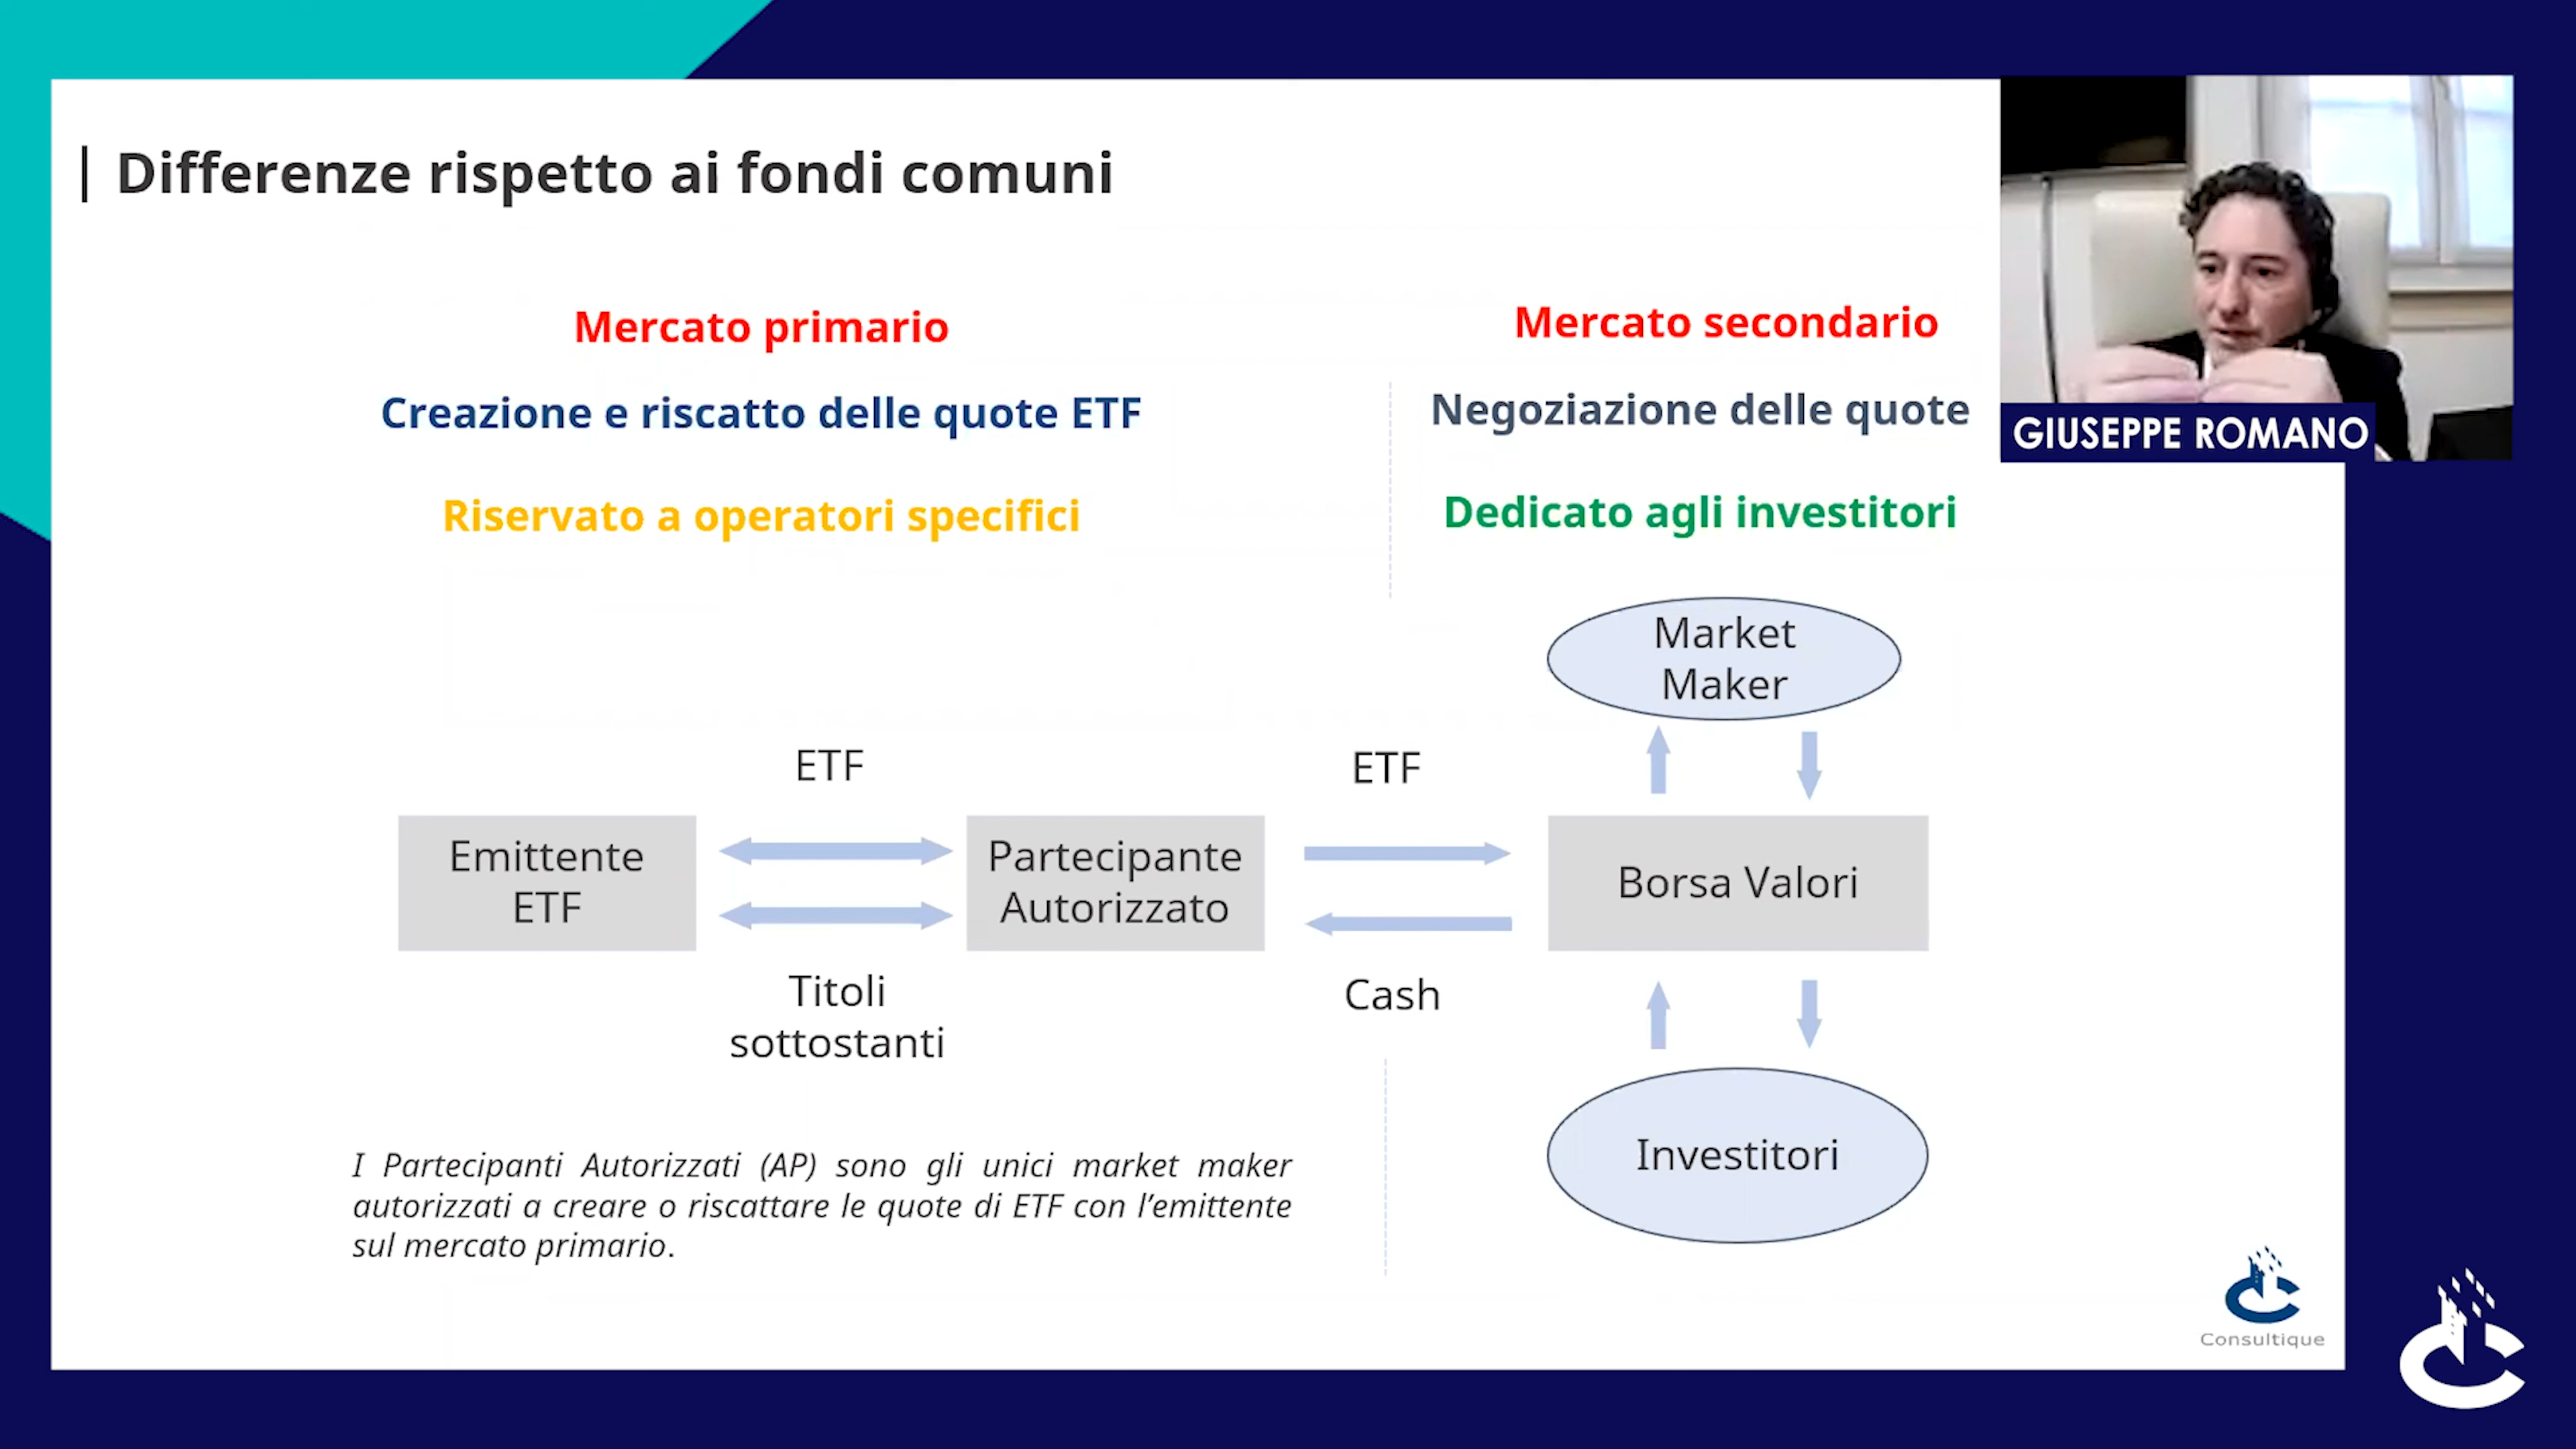 Differenze rispetto ai fondi comuni
Mercato primario
Creazione e riscatto delle quote ETF
Riservato a operatori specifici
Mercato secondario
Negoziazione delle quote
Dedicato agli investitori
GIUSEPPE ROMANO
Market
Maker
ETF
ETF
Emittente
ETF
Partecipante
Autorizzato
Borsa Valori
Titoli
sottostanti
Cash
Investitori
I Partecipanti Autorizzati (AP) sono gli unici market maker
autorizzati a creare o riscattare le quote di ETF con l’emittente
sul mercato primario.
Consultique